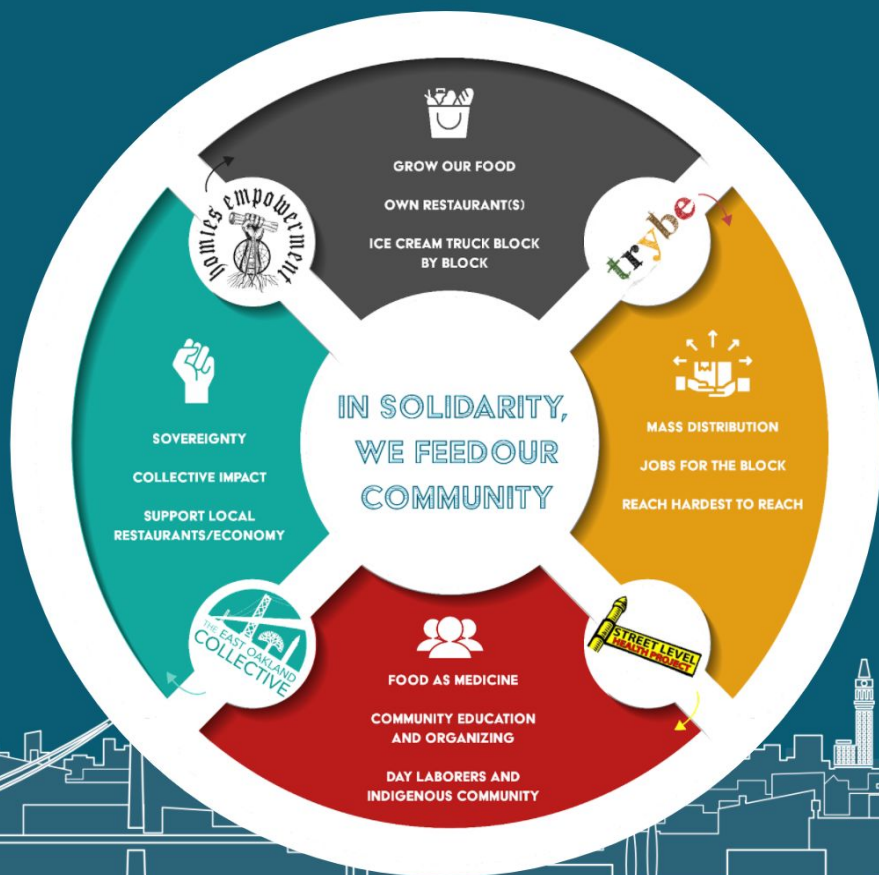 GROW OUR FOOD
OWN RESTAURANT(S)
ICE CREAM TRUCK BLOCK
BY BLOCK
homies empowerment
trybe
SOVEREIGNTY
COLLECTIVE IMPACT
SUPPORT LOCAL
RESTAURANTS/ECONOMY
IN SOLIDARITY,
WE FEEDOUR
COMMUNITY
MASS DISTRIBUTION
JOBS FOR THE BLOCK
REACH HARDEST TO REACH
THE EAST OAKLAND
COLLECTIVE
STREET LEVEL
HEALTH PROJECT
FOOD AS MEDICINE
COMMUNITY EDUCATION
AND ORGANIZING
DAY LABORERS AND
INDIGENOUS COMMUNITY